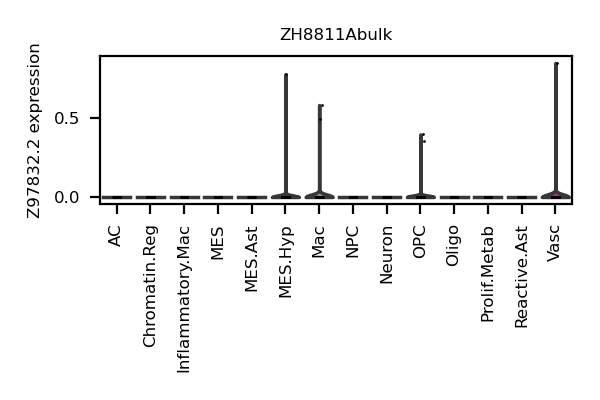 ZH8811Abulk
Z97832.2 expression
0.5
0.0
AC
Chromatin.Reg
Inflammatory.Mac
MES
MES.Ast
MES.Hyp
Mac
NPC
Neuron
OPC
Oligo
Prolif.Metab
Reactive.Ast
Vasc